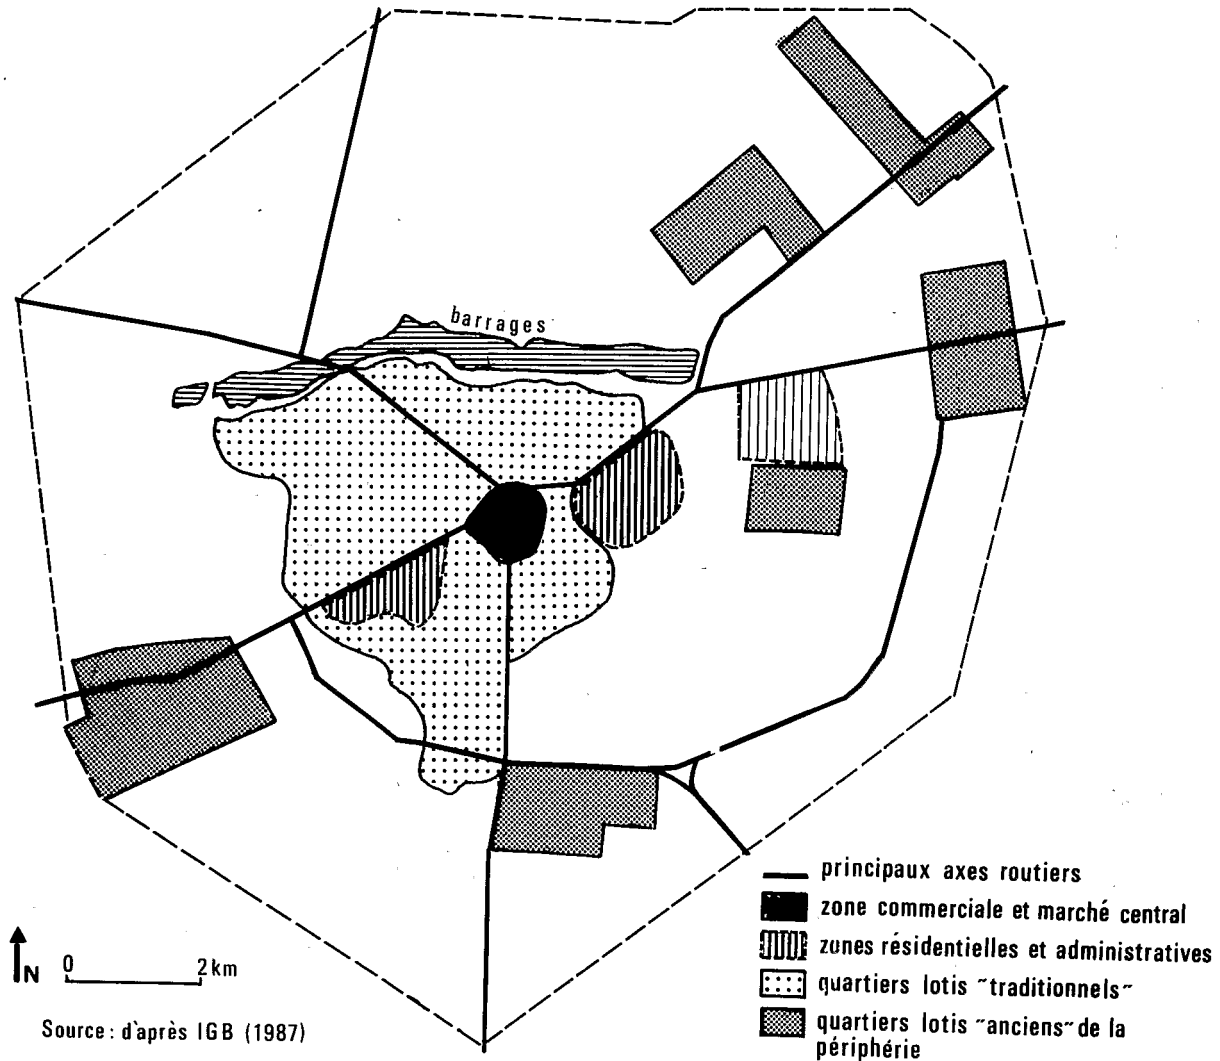 barrages
principaux axes routiers
zone commerciale et marché central
zones résidentielles et administratives
quartiers lotis "traditionnels"
quartiers lotis "anciens" de la
périphérie
N
0 2 km
Source : d'après IGB (1987)